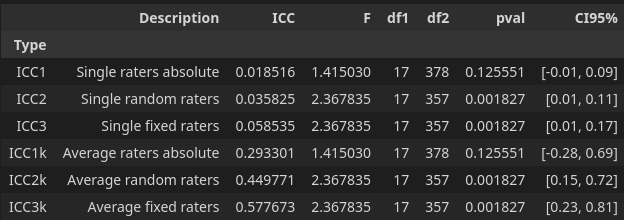 Description ICC F df1 df2 pval CI95%
Type
ICC1 Single raters absolute 0.018516 1.415030 17 378 0.125551 [-0.01, 0.09]
ICC2 Single random raters 0.035825 2.367835 17 357 0.001827 [0.01, 0.11]
ICC3 Single fixed raters 0.058535 2.367835 17 357 0.001827 [0.01, 0.17]
ICC1k Average raters absolute 0.293301 1.415030 17 378 0.125551 [-0.28, 0.69]
ICC2k Average random raters 0.449771 2.367835 17 357 0.001827 [0.15, 0.72]
ICC3k Average fixed raters 0.577673 2.367835 17 357 0.001827 [0.23, 0.81]